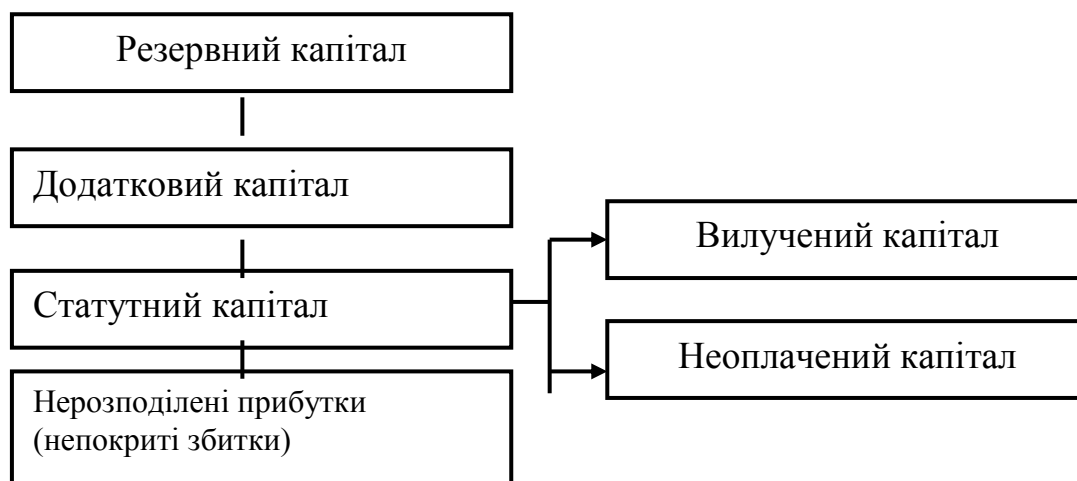 Резервний капітал
Додатковий капітал
Вилучений капітал
Статутний капітал
Неоплачений капітал
Нерозподілені прибутки
(непокриті збитки)